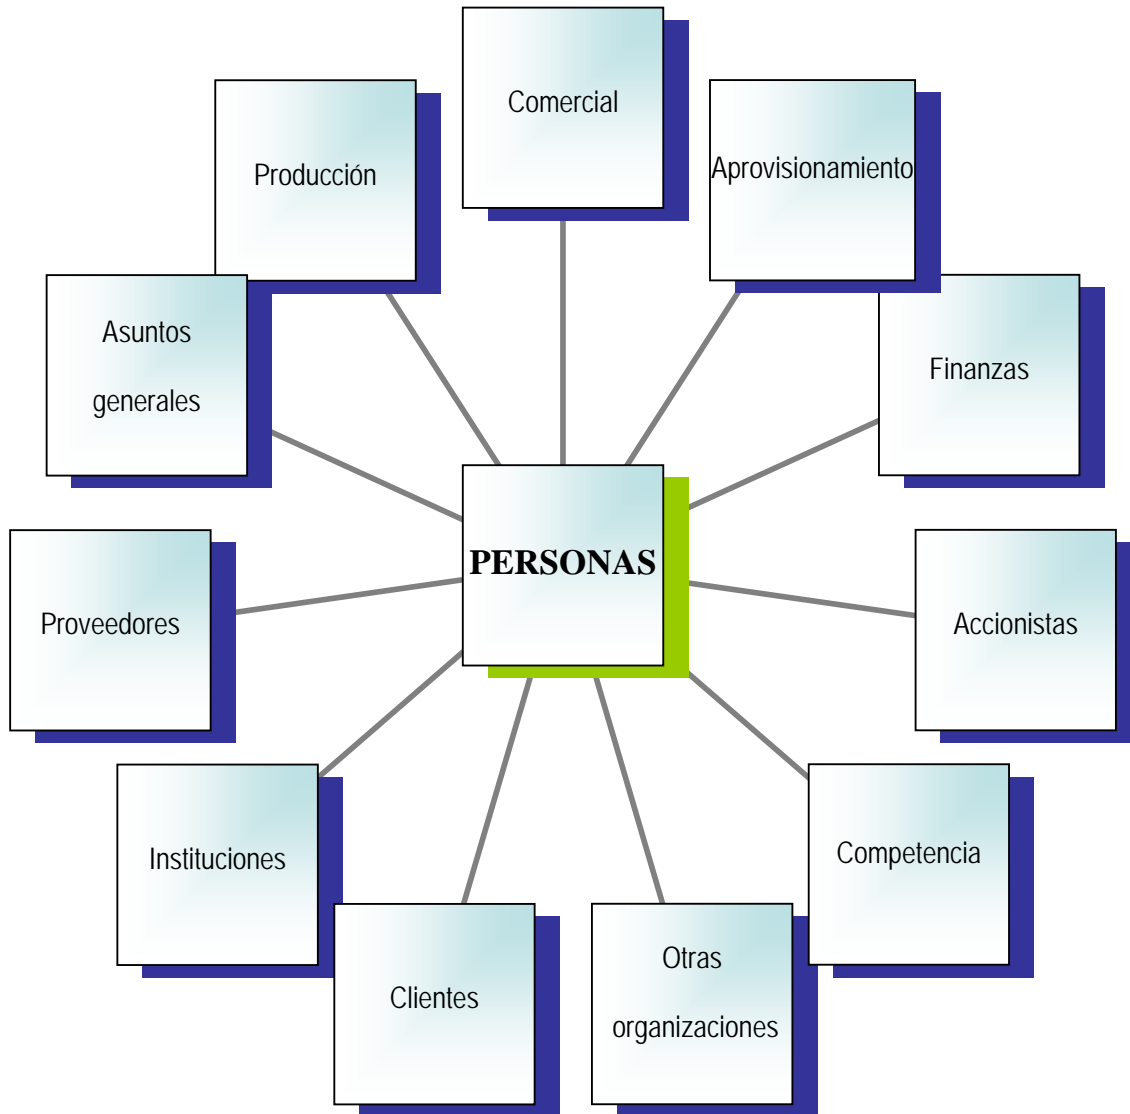 Comercial
Producción
Aprovisionamiento
Asuntos
generales
Finanzas
PERSONAS
Proveedores
Accionistas
Instituciones
Competencia
Clientes
Otras
organizaciones